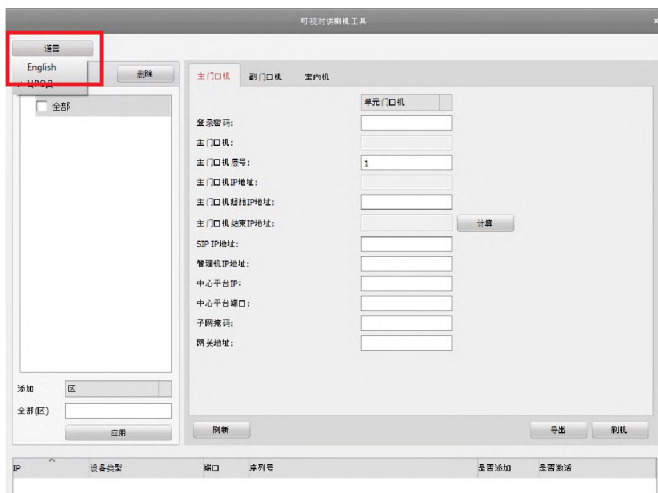 可视对讲刷机工具
语言
English
删除
全部
主门口机 副门口机 室内机
单元门口机
登录密码:
主门口机:
主门口机层号: 1
主门口机IP地址:
主门口机起始IP地址:
主门口机结束IP地址: 计算
SIP IP地址:
管理机IP地址:
中心平台IP:
中心平台端口:
子网掩码:
网关地址:
添加 区
全部(区)
应用
刷新 导出 刷机
IP 设备类型 端口 序列号 是否添加 是否激活